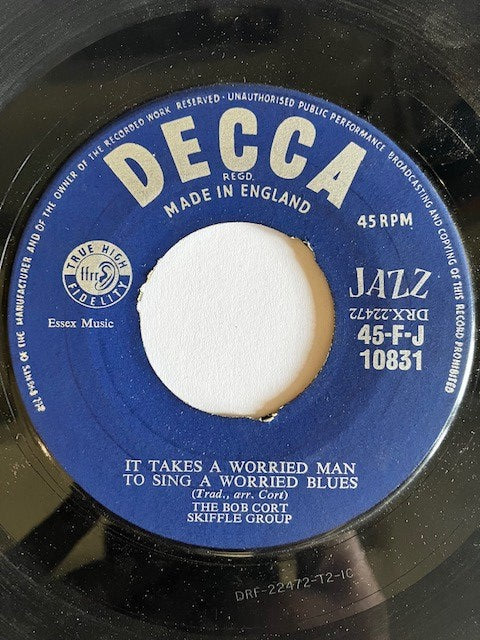 ALL RIGHTS OF THE MANUFACTURER AND OF THE OWNER OF THE RECORDED WORK RESERVED · UNAUTHORISED PUBLIC PERFORMANCE BROADCASTING AND COPYING OF THIS RECORD PROHIBITED
DECCA
REGD.
MADE IN ENGLAND
45 RPM
TRUE HIGH
ffrr
FIDELITY
Essex Music
JAZZ
DRX.22472
45-F-J
10831
IT TAKES A WORRIED MAN
TO SING A WORRIED BLUES
(Trad., arr. Cort)
THE BOB CORT
SKIFFLE GROUP
DRF-22472-T2-1C